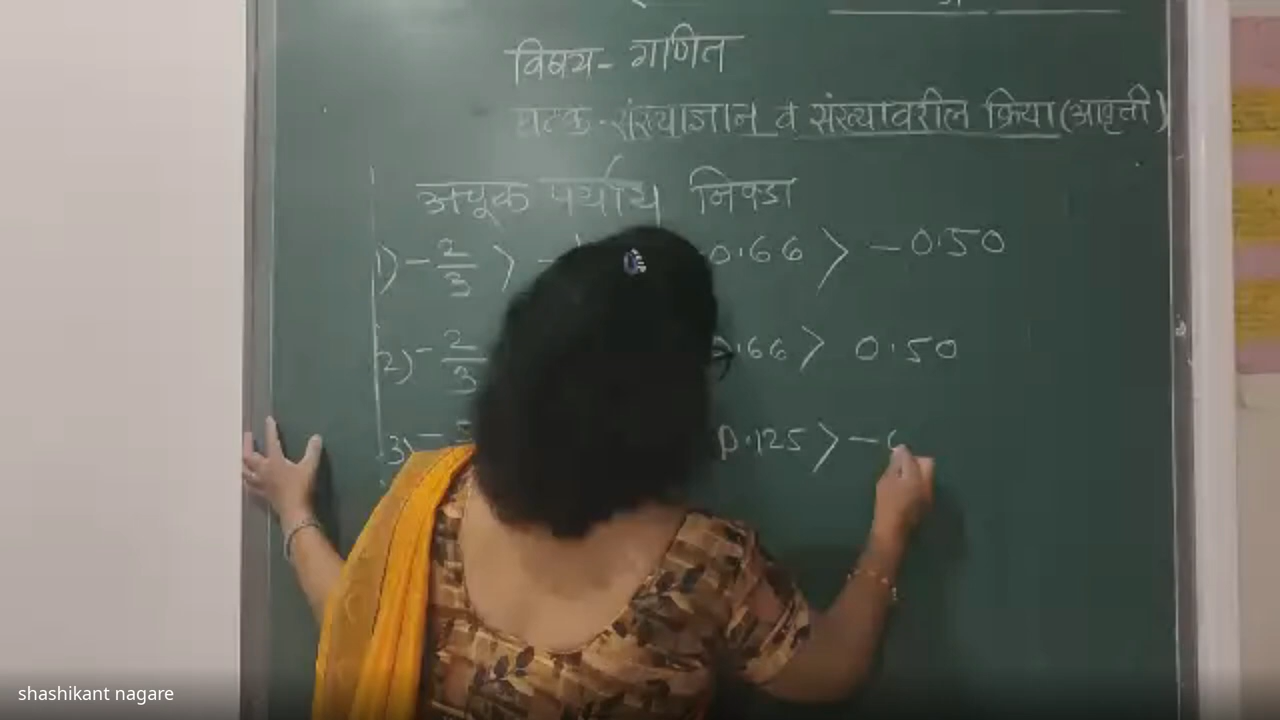 विषय- गणित
घटक-संख्याज्ञान व संख्यावरील क्रिया (आवृत्ती)
अचूक पर्याय निवडा
1) -2/3 > - 0.66 > -0.50
2) -2/3 .66 > 0.50
3) - 0.125 > -
shashikant nagare